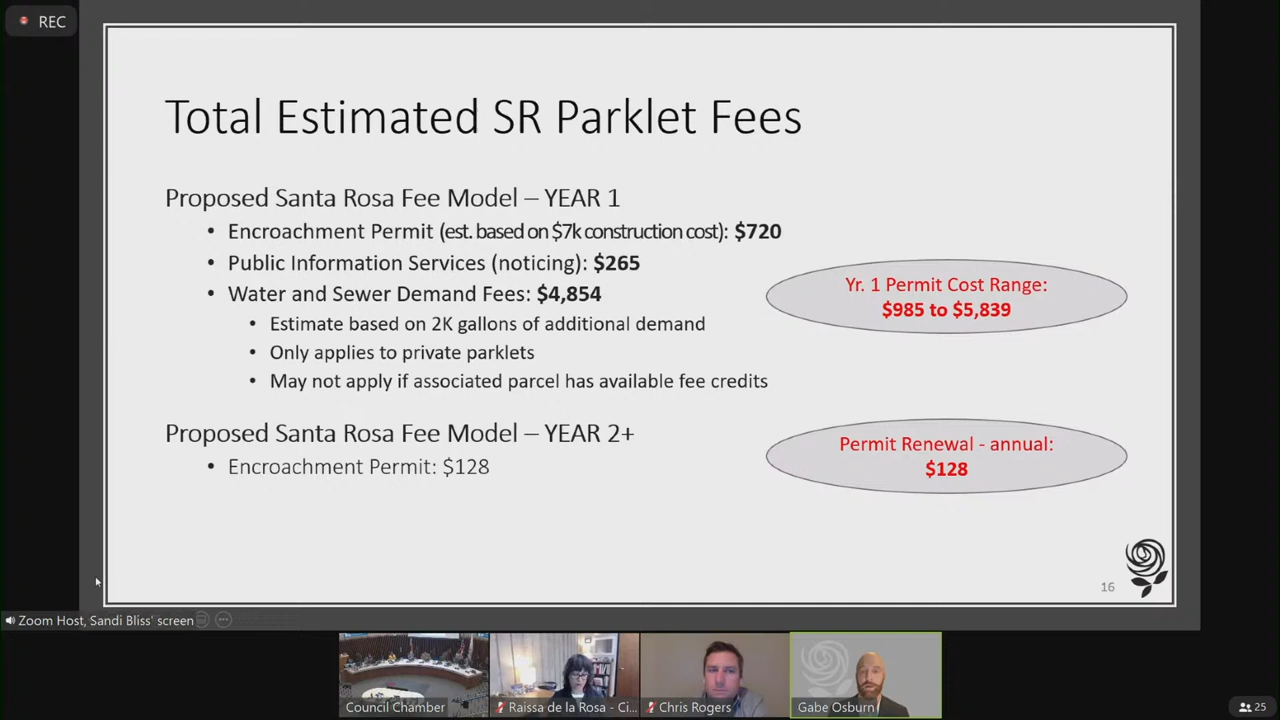 REC
Total Estimated SR Parklet Fees
Proposed Santa Rosa Fee Model – YEAR 1
• Encroachment Permit (est. based on $7k construction cost): $720
• Public Information Services (noticing): $265
• Water and Sewer Demand Fees: $4,854
• Estimate based on 2K gallons of additional demand
• Only applies to private parklets
• May not apply if associated parcel has available fee credits
Yr. 1 Permit Cost Range:
$985 to $5,839
Proposed Santa Rosa Fee Model – YEAR 2+
• Encroachment Permit: $128
Permit Renewal - annual:
$128
16
Zoom Host, Sandi Bliss' screen
Council Chamber
Raissa de la Rosa - Ci...
Chris Rogers
Gabe Osburn
25